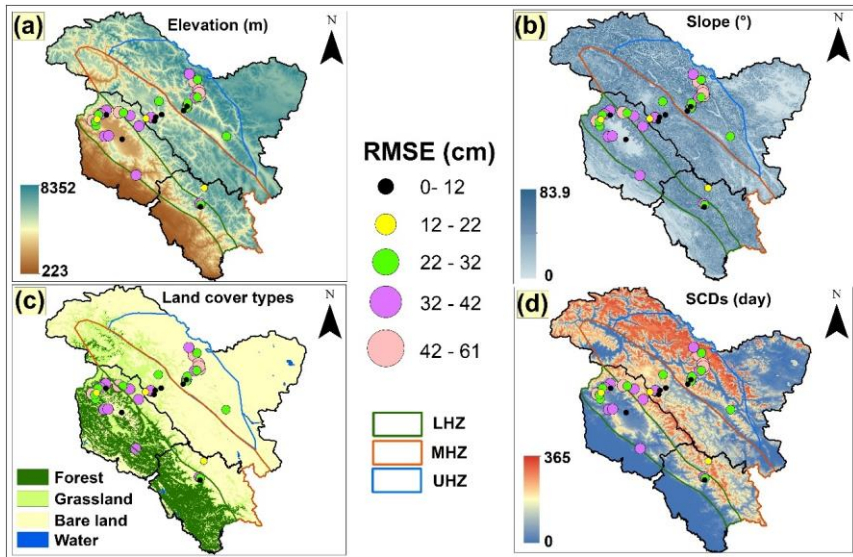 (a)
Elevation (m)
N
8352
223
(b)
Slope (°)
N
83.9
0
RMSE (cm)
0- 12
12 - 22
22 - 32
32 - 42
42 - 61
LHZ
MHZ
UHZ
(c)
Land cover types
N
Forest
Grassland
Bare land
Water
(d)
SCDs (day)
N
365
0